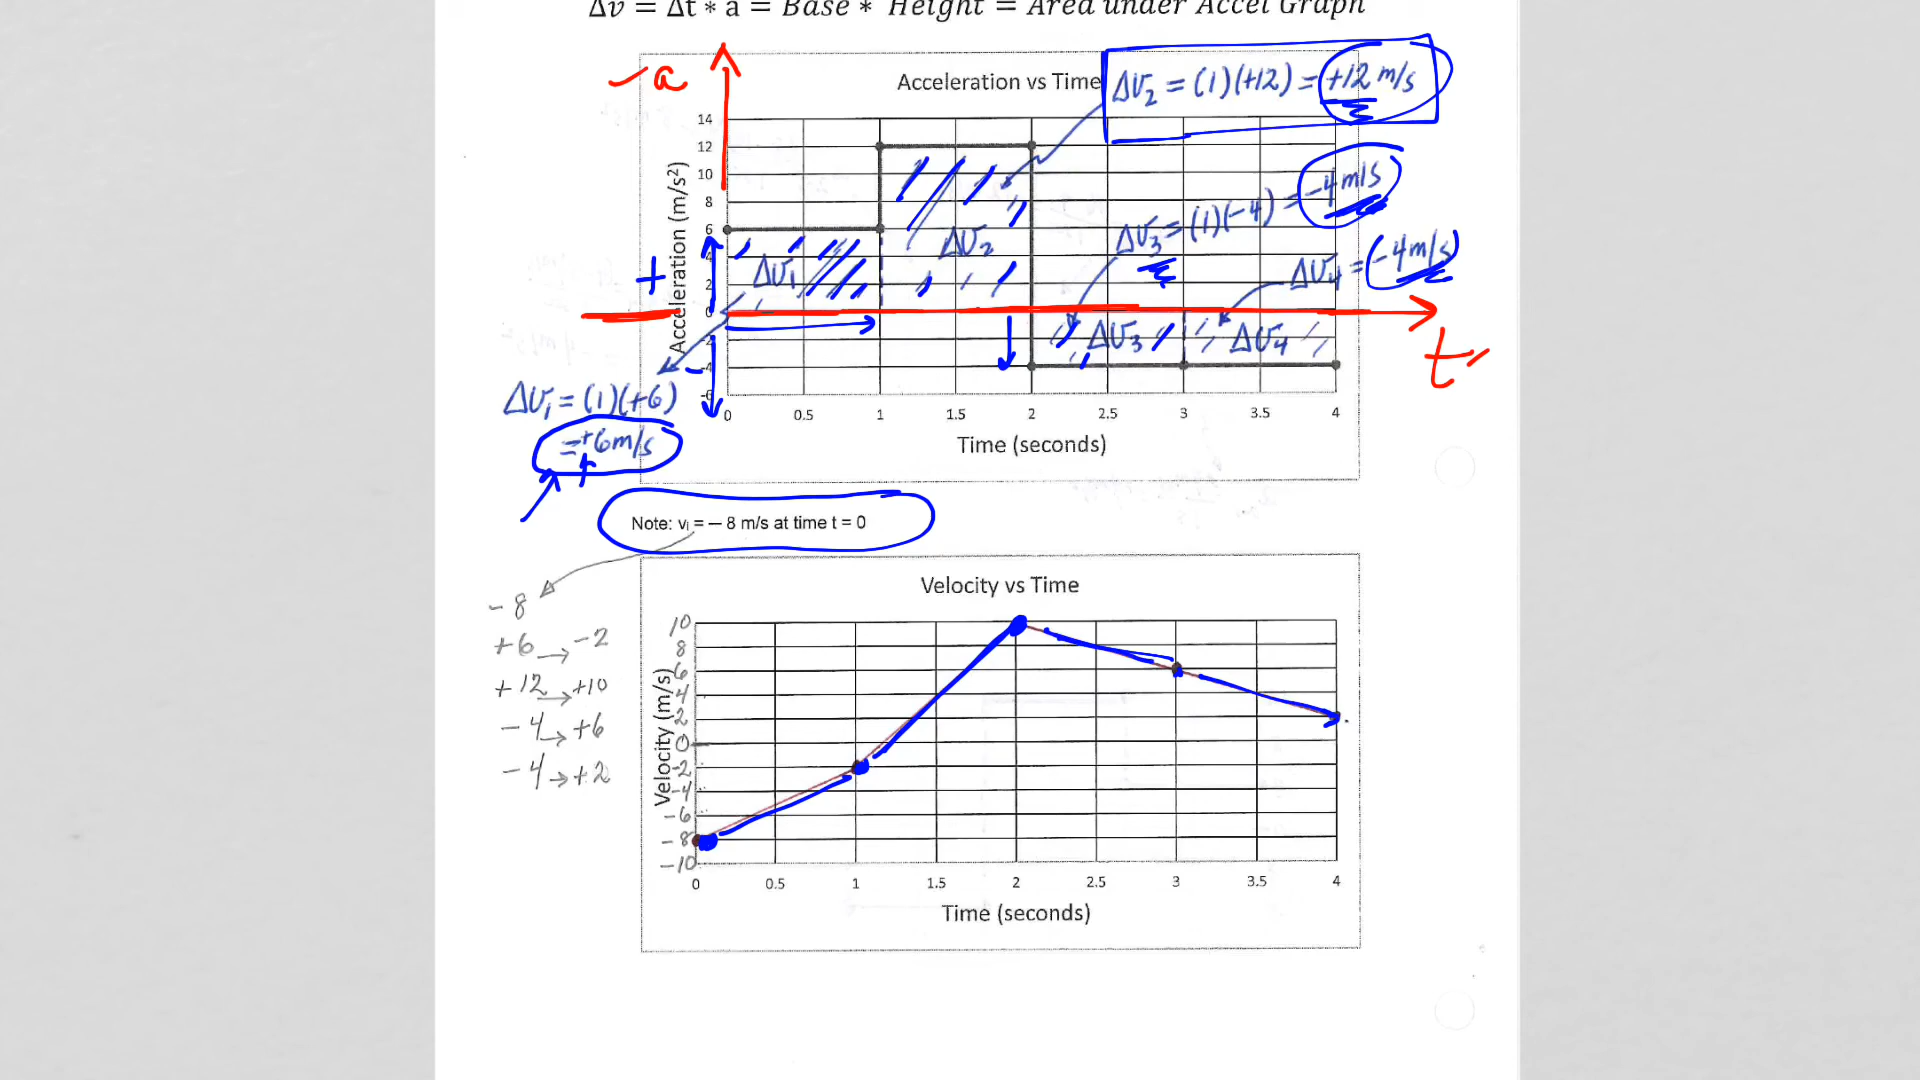 Δv = Δt * a = Base * Height = Area under Accel Graph
a
Acceleration vs Time
ΔV2 = (1)(+12) = +12 m/s
14
12
10
8
6
4
2
0
-2
-4
-6
Acceleration (m/s²)
+
-
ΔV1
ΔV2
ΔV3 = (1)(-4) = -4 m/s
ΔV4 = (-4 m/s)
ΔV3
ΔV4
t
ΔV1 = (1)(+6)
= +6 m/s
0 0.5 1 1.5 2 2.5 3 3.5 4
Time (seconds)
Note: vi = – 8 m/s at time t = 0
-8
+6 → -2
+12 → +10
-4 → +6
-4 → +2
Velocity vs Time
10
8
6
4
2
0
-2
-4
-6
-8
-10
Velocity (m/s)
0 0.5 1 1.5 2 2.5 3 3.5 4
Time (seconds)